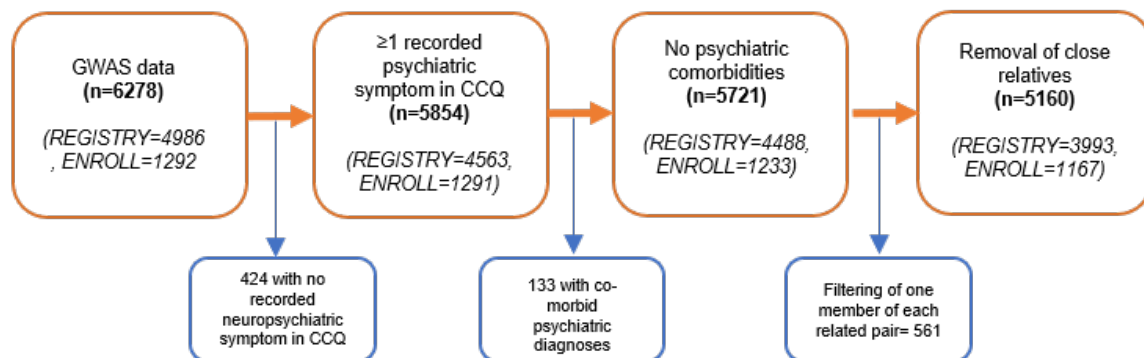 GWAS data
(n=6278)
(REGISTRY=4986
, ENROLL=1292
≥1 recorded
psychiatric
symptom in CCQ
(n=5854)
(REGISTRY=4563,
ENROLL=1291)
No psychiatric
comorbidities
(n=5721)
(REGISTRY=4488,
ENROLL=1233)
Removal of close
relatives
(n=5160)
(REGISTRY=3993,
ENROLL=1167)
424 with no
recorded
neuropsychiatric
symptom in CCQ
133 with co-
morbid
psychiatric
diagnoses
Filtering of one
member of each
related pair= 561